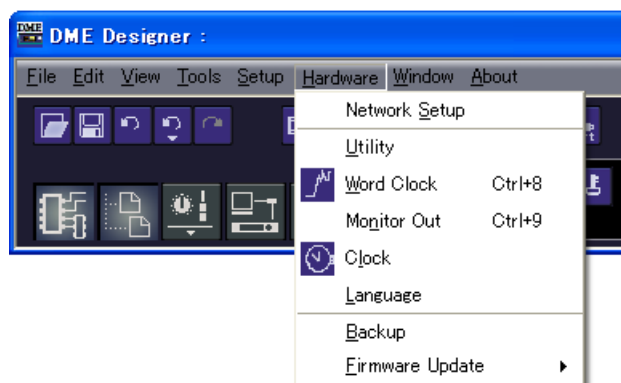 DME Designer :
File Edit View Tools Setup Hardware Window About
Network Setup
Utility
Word Clock Ctrl+8
Monitor Out Ctrl+9
Clock
Language
Backup
Firmware Update